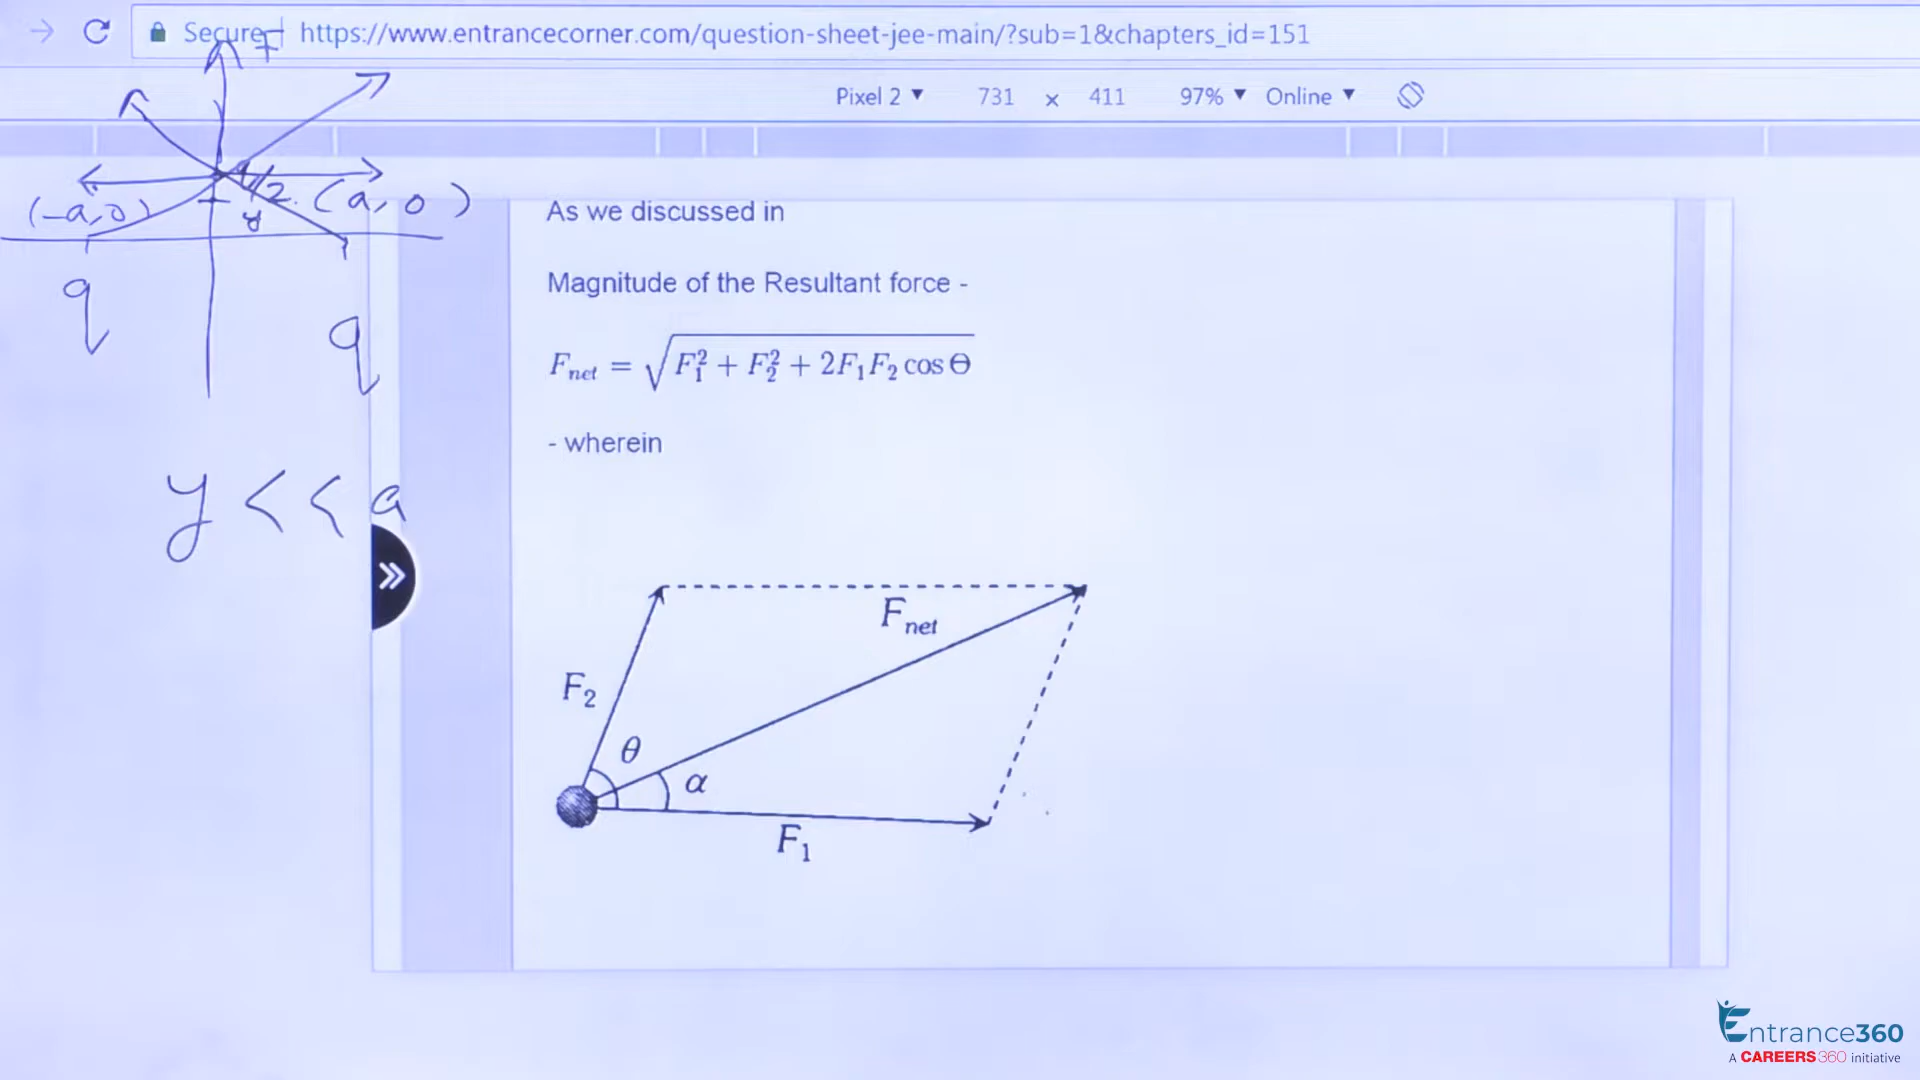 Secure https://www.entrancecorner.com/question-sheet-jee-main/?sub=1&chapters_id=151
Pixel 2 ▼ 731 x 411 97% ▼ Online ▼
F
q/2
(-a,0)
y
(a, 0)
q
q
y << a
As we discussed in
Magnitude of the Resultant force -
F_net = √(F₁² + F₂² + 2F₁F₂ cos Θ)
- wherein
F_net
F₂
θ
α
F₁
Entrance360
A CAREERS360 initiative